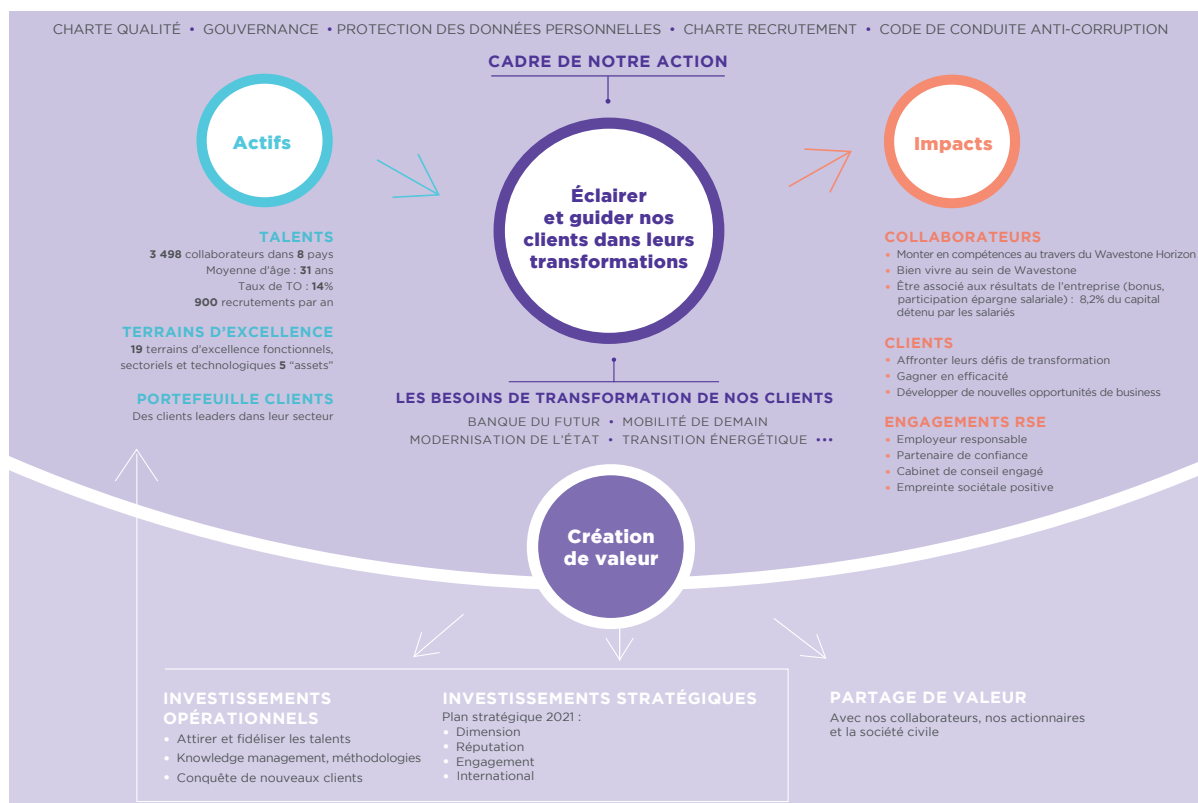 CHARTE QUALITÉ • GOUVERNANCE • PROTECTION DES DONNÉES PERSONNELLES • CHARTE RECRUTEMENT • CODE DE CONDUITE ANTI-CORRUPTION
CADRE DE NOTRE ACTION
Actifs
TALENTS
3 498 collaborateurs dans 8 pays
Moyenne d'âge : 31 ans
Taux de TO : 14%
900 recrutements par an
TERRAINS D'EXCELLENCE
19 terrains d'excellence fonctionnels,
sectoriels et technologiques 5 "assets"
PORTEFEUILLE CLIENTS
Des clients leaders dans leur secteur
Éclairer
et guider nos
clients dans leurs
transformations
LES BESOINS DE TRANSFORMATION DE NOS CLIENTS
BANQUE DU FUTUR • MOBILITÉ DE DEMAIN
MODERNISATION DE L'ÉTAT • TRANSITION ÉNERGÉTIQUE •••
Impacts
COLLABORATEURS
• Monter en compétences au travers du Wavestone Horizon
• Bien vivre au sein de Wavestone
• Être associé aux résultats de l'entreprise (bonus,
participation épargne salariale) : 8,2% du capital
détenu par les salariés
CLIENTS
• Affronter leurs défis de transformation
• Gagner en efficacité
• Développer de nouvelles opportunités de business
ENGAGEMENTS RSE
• Employeur responsable
• Partenaire de confiance
• Cabinet de conseil engagé
• Empreinte sociétale positive
Création
de valeur
INVESTISSEMENTS
OPÉRATIONNELS
• Attirer et fidéliser les talents
• Knowledge management, méthodologies
• Conquête de nouveaux clients
INVESTISSEMENTS STRATÉGIQUES
Plan stratégique 2021 :
• Dimension
• Réputation
• Engagement
• International
PARTAGE DE VALEUR
Avec nos collaborateurs, nos actionnaires
et la société civile